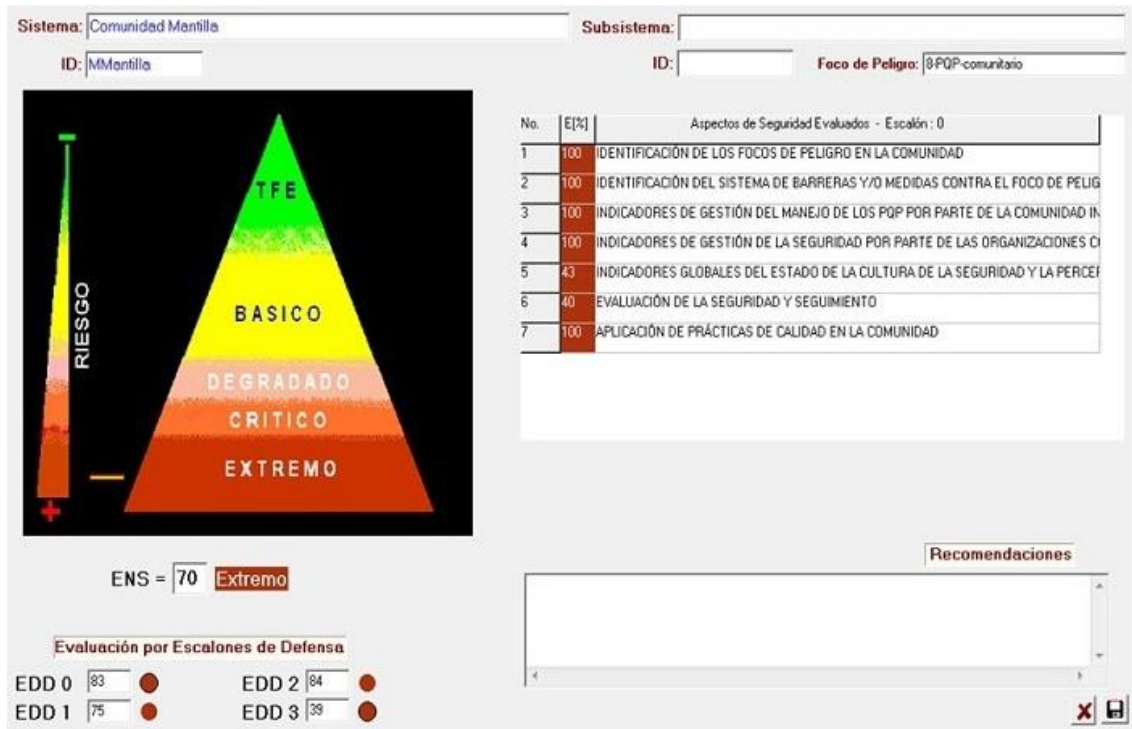 Sistema: Comunidad Mantilla Subsistema:
ID: MMantilla ID: Foco de Peligro: 8-PQP-comunitario
No. E[%] Aspectos de Seguridad Evaluados - Escalón : 0
1 100 IDENTIFICACIÓN DE LOS FOCOS DE PELIGRO EN LA COMUNIDAD
2 100 IDENTIFICACIÓN DEL SISTEMA DE BARRERAS Y/O MEDIDAS CONTRA EL FOCO DE PELIG
3 100 INDICADORES DE GESTIÓN DEL MANEJO DE LOS PQP POR PARTE DE LA COMUNIDAD IN
4 100 INDICADORES DE GESTIÓN DE LA SEGURIDAD POR PARTE DE LAS ORGANIZACIONES C
5 43 INDICADORES GLOBALES DEL ESTADO DE LA CULTURA DE LA SEGURIDAD Y LA PERCEP
6 40 EVALUACIÓN DE LA SEGURIDAD Y SEGUIMIENTO
7 100 APLICACIÓN DE PRÁCTICAS DE CALIDAD EN LA COMUNIDAD
RIESGO
TFE
BASICO
DEGRADADO
CRITICO
EXTREMO
+
ENS = 70 Extremo
Recomendaciones
Evaluación por Escalones de Defensa
EDD 0 83 EDD 2 84
EDD 1 75 EDD 3 39